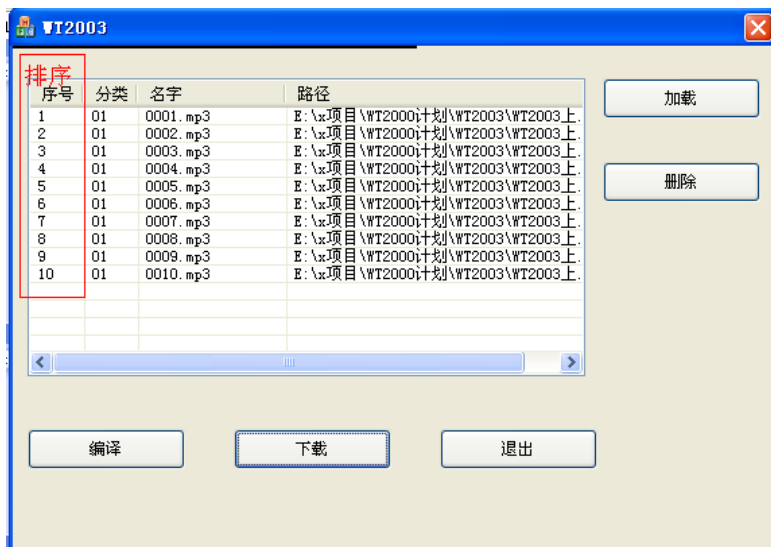 WT2003
排序
序号 分类 名字 路径
1 01 0001.mp3 E:\x项目\WT2000计划\WT2003\WT2003上.
2 01 0002.mp3 E:\x项目\WT2000计划\WT2003\WT2003上.
3 01 0003.mp3 E:\x项目\WT2000计划\WT2003\WT2003上.
4 01 0004.mp3 E:\x项目\WT2000计划\WT2003\WT2003上.
5 01 0005.mp3 E:\x项目\WT2000计划\WT2003\WT2003上.
6 01 0006.mp3 E:\x项目\WT2000计划\WT2003\WT2003上.
7 01 0007.mp3 E:\x项目\WT2000计划\WT2003\WT2003上.
8 01 0008.mp3 E:\x项目\WT2000计划\WT2003\WT2003上.
9 01 0009.mp3 E:\x项目\WT2000计划\WT2003\WT2003上.
10 01 0010.mp3 E:\x项目\WT2000计划\WT2003\WT2003上.
加载
删除
编译 下载 退出